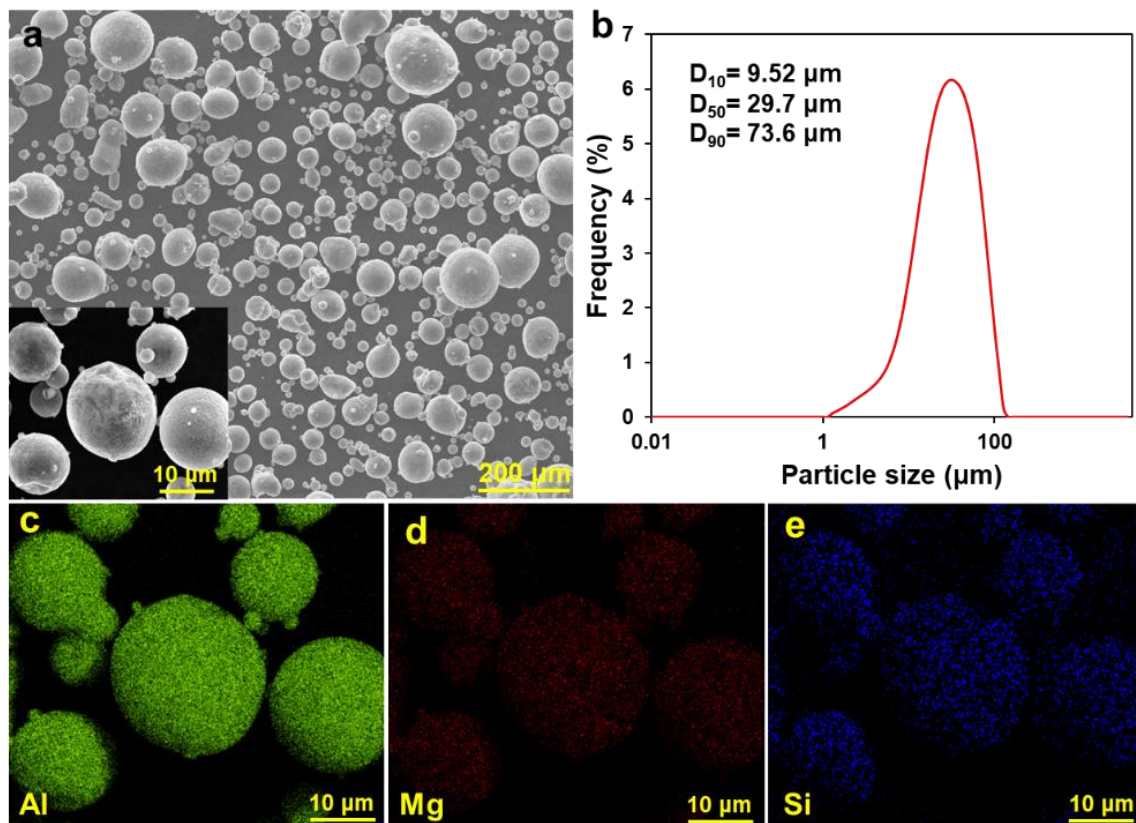 a
10 µm
200 µm
b
7
6
5
4
3
2
1
0
Frequency (%)
D10= 9.52 µm
D50= 29.7 µm
D90= 73.6 µm
0.01
1
100
Particle size (µm)
c
Al
10 µm
d
Mg
10 µm
e
Si
10 µm